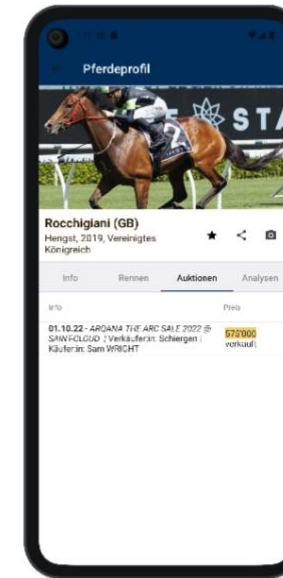 Pferdeprofil
STA
2
Rocchigiani (GB)
Hengst, 2019, Vereinigtes
Königreich
Info Rennen Auktionen Analysen
Info Preis
01.10.22 - ARQANA THE ARC SALE 2022 @
SAINT-CLOUD | Verkäufer:in: Schiergen |
Käufer:in: Sam WRIGHT
575'000
verkauft